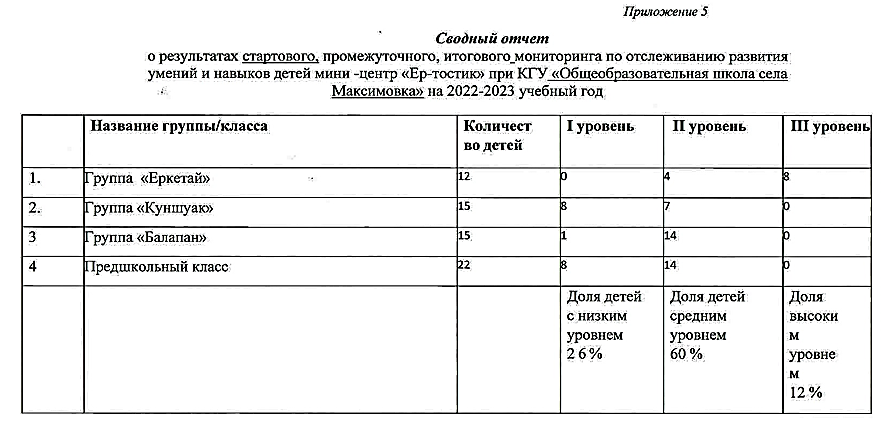 Приложение 5
Сводный отчет
о результатах стартового, промежуточного, итогового мониторинга по отслеживанию развития
умений и навыков детей мини -центр «Ер-тостик» при КГУ «Общеобразовательная школа села
Максимовка» на 2022-2023 учебный год
Название группы/класса Количест I уровень II уровень III уровень
во детей
1. Группа «Еркетай» 12 0 4 8
2. Группа «Куншуак» 15 8 7 0
3 Группа «Балапан» 15 1 14 0
4 Предшкольный класс 22 8 14 0
Доля детей Доля детей Доля
с низким средним высоки
уровнем уровнем м
2 6 % 60 % уровне
м
12 %